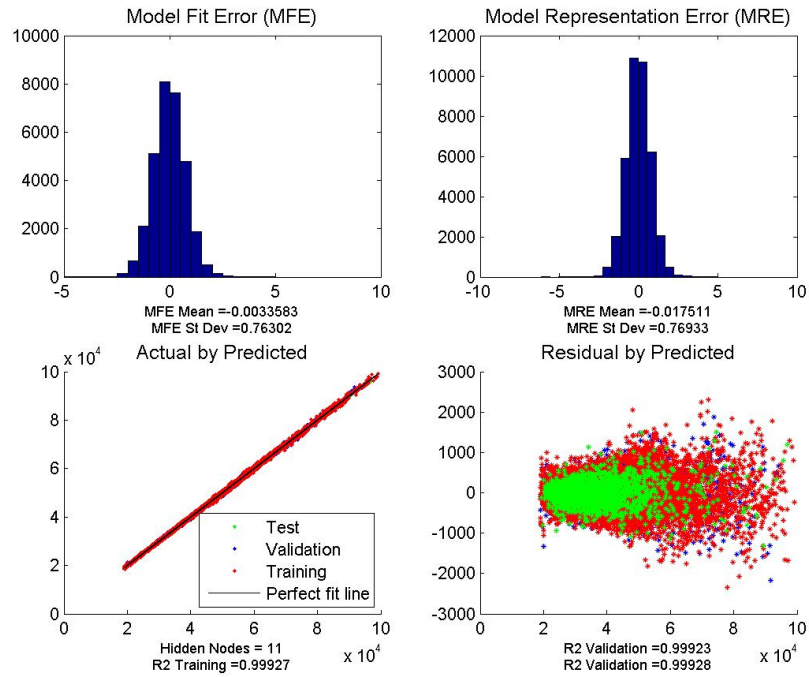 Model Fit Error (MFE)
10000
8000
6000
4000
2000
0
-5 0 5 10
MFE Mean =-0.0033583
MFE St Dev =0.76302
Model Representation Error (MRE)
12000
10000
8000
6000
4000
2000
0
-10 -5 0 5 10
MRE Mean =-0.017511
MRE St Dev =0.76933
Actual by Predicted
x 10^4
10
8
6
4
2
0
Test
Validation
Training
Perfect fit line
0 2 4 6 8 10
x 10^4
Hidden Nodes = 11
R2 Training =0.99927
Residual by Predicted
3000
2000
1000
0
-1000
-2000
-3000
0 2 4 6 8 10
x 10^4
R2 Validation =0.99923
R2 Validation =0.99928